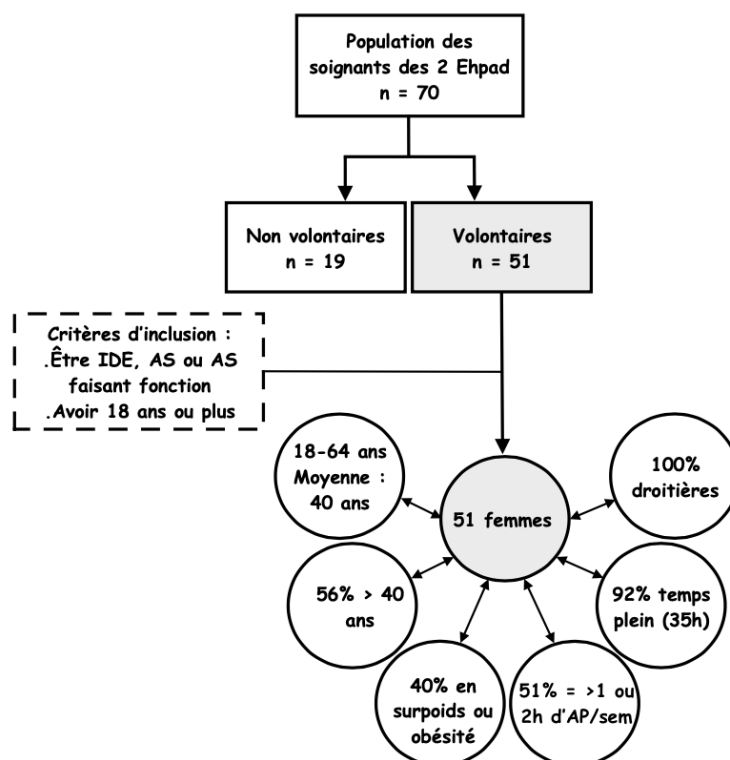 Population des
soignants des 2 Ehpad
n = 70
Non volontaires
n = 19
Volontaires
n = 51
Critères d'inclusion :
.Être IDE, AS ou AS
faisant fonction
.Avoir 18 ans ou plus
18-64 ans
Moyenne :
40 ans
51 femmes
100%
droitières
56% > 40
ans
92% temps
plein (35h)
40% en
surpoids ou
obésité
51% = >1 ou
2h d'AP/sem